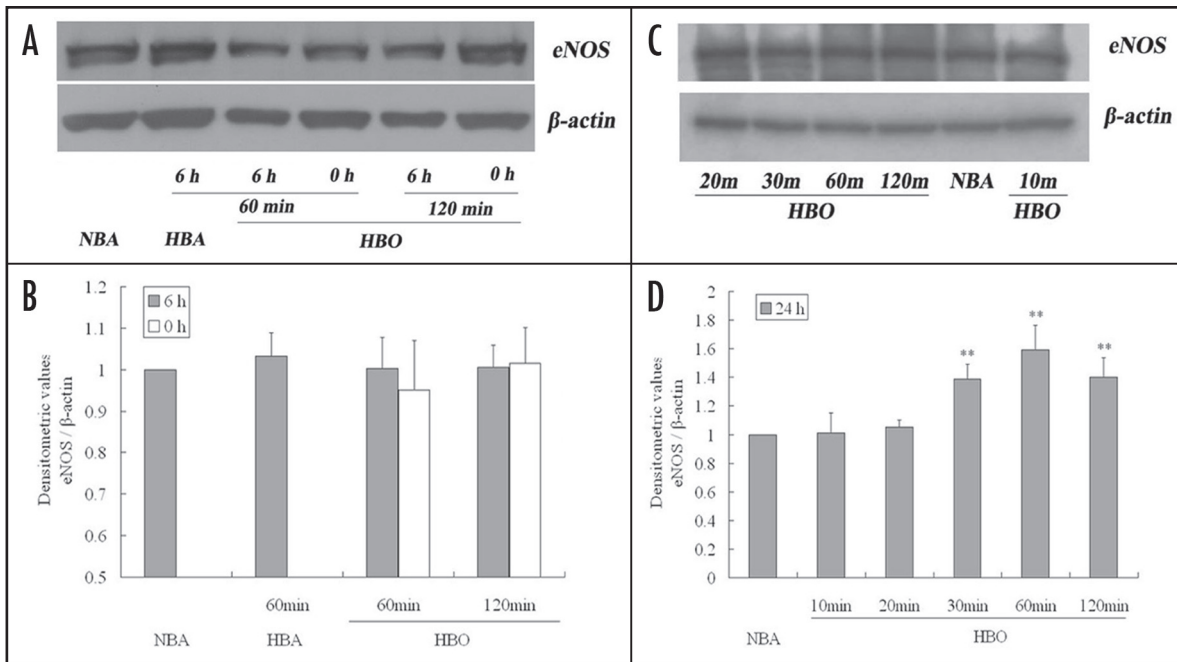 A
eNOS
β-actin
6 h 6 h 0 h 6 h 0 h
60 min 120 min
NBA HBA HBO
C
eNOS
β-actin
20m 30m 60m 120m NBA 10m
HBO HBO
B
1.2
1.1
1
0.9
0.8
0.7
0.6
0.5
Densitometric values
eNOS / β-actin
6 h
0 h
60min 60min 120min
NBA HBA HBO
D
2
1.8
1.6
1.4
1.2
1
0.8
0.6
0.4
0.2
0
Densitometric values
eNOS / β-actin
24 h
**
**
**
10min 20min 30min 60min 120min
NBA HBO